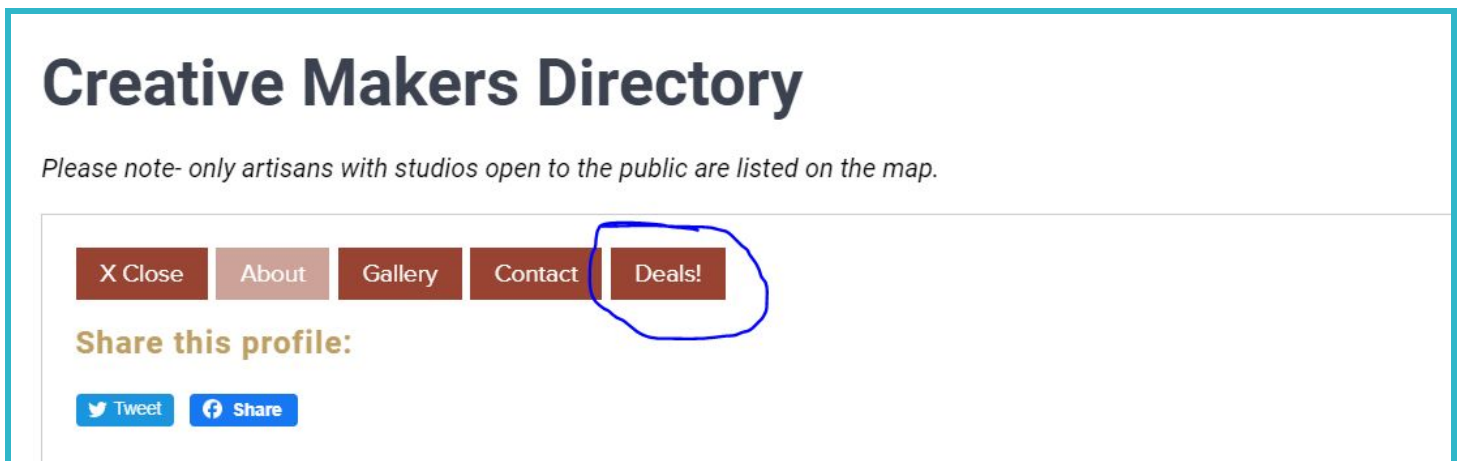 Creative Makers Directory
Please note- only artisans with studios open to the public are listed on the map.
X Close About Gallery Contact Deals!
Share this profile:
Tweet Share